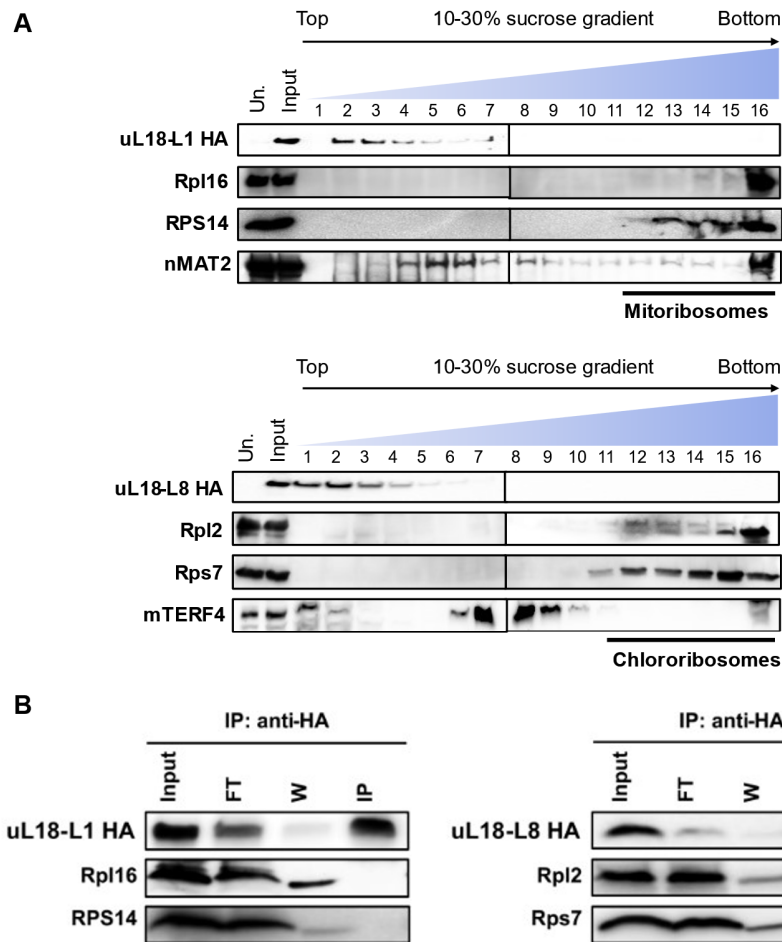 A
Top 10-30% sucrose gradient Bottom
Un. Input 1 2 3 4 5 6 7 8 9 10 11 12 13 14 15 16
uL18-L1 HA
Rpl16
RPS14
nMAT2
Mitoribosomes
Top 10-30% sucrose gradient Bottom
Un. Input 1 2 3 4 5 6 7 8 9 10 11 12 13 14 15 16
uL18-L8 HA
Rpl2
Rps7
mTERF4
Chlororibosomes
B
IP: anti-HA IP: anti-HA
Input FT W IP Input FT W
uL18-L1 HA uL18-L8 HA
Rpl16 Rpl2
RPS14 Rps7